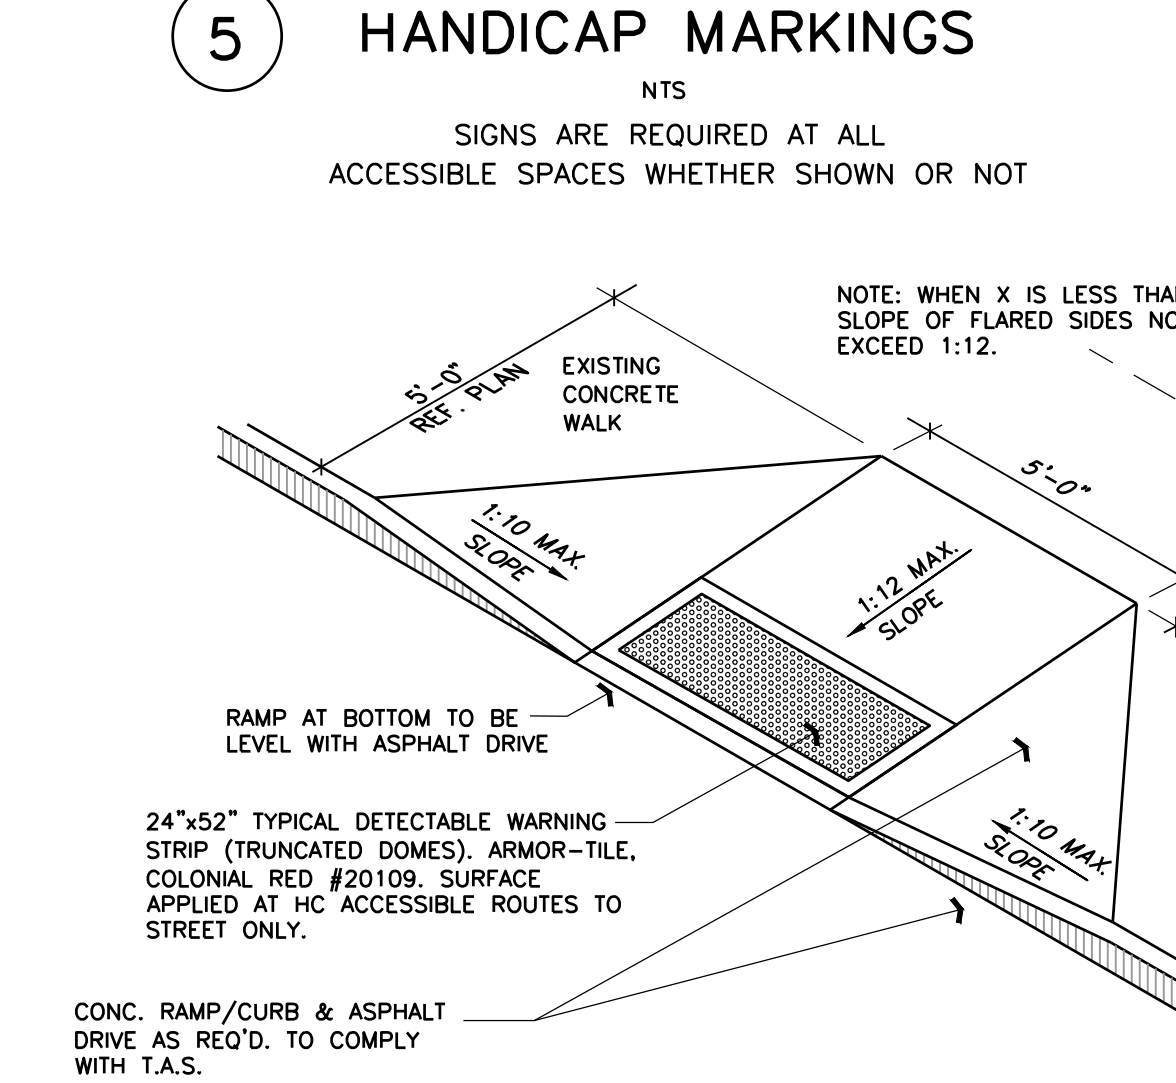 5
HANDICAP MARKINGS
NTS
SIGNS ARE REQUIRED AT ALL
ACCESSIBLE SPACES WHETHER SHOWN OR NOT
NOTE: WHEN X IS LESS
SLOPE OF FLARED SIDES
EXCEED 1:12.
5'-0"
REF. PLAN
EXISTING
CONCRETE
WALK
5'-0"
1:10 MAX.
SLOPE
1:12 MAX.
SLOPE
RAMP AT BOTTOM TO BE
LEVEL WITH ASPHALT DRIVE
24"x52" TYPICAL DETECTABLE WARNING
STRIP (TRUNCATED DOMES). ARMOR-TILE,
COLONIAL RED #20109. SURFACE
APPLIED AT HC ACCESSIBLE ROUTES TO
STREET ONLY.
1:10 MAX.
SLOPE
CONC. RAMP/CURB & ASPHALT
DRIVE AS REQ'D. TO COMPLY
WITH T.A.S.